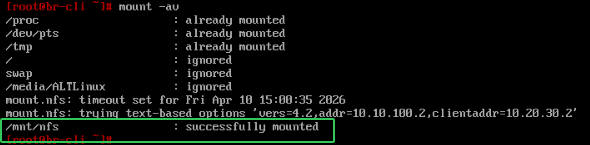 [root@br-cli ~]# mount -av
/proc : already mounted
/dev/pts : already mounted
/tmp : already mounted
/ : ignored
swap : ignored
/media/ALTLinux : ignored
mount.nfs: timeout set for Fri Apr 10 15:00:35 2026
mount.nfs: trying text-based options 'vers=4.2,addr=10.10.100.2,clientaddr=10.20.30.2'
/mnt/nfs : successfully mounted
[root@br-cli ~]#